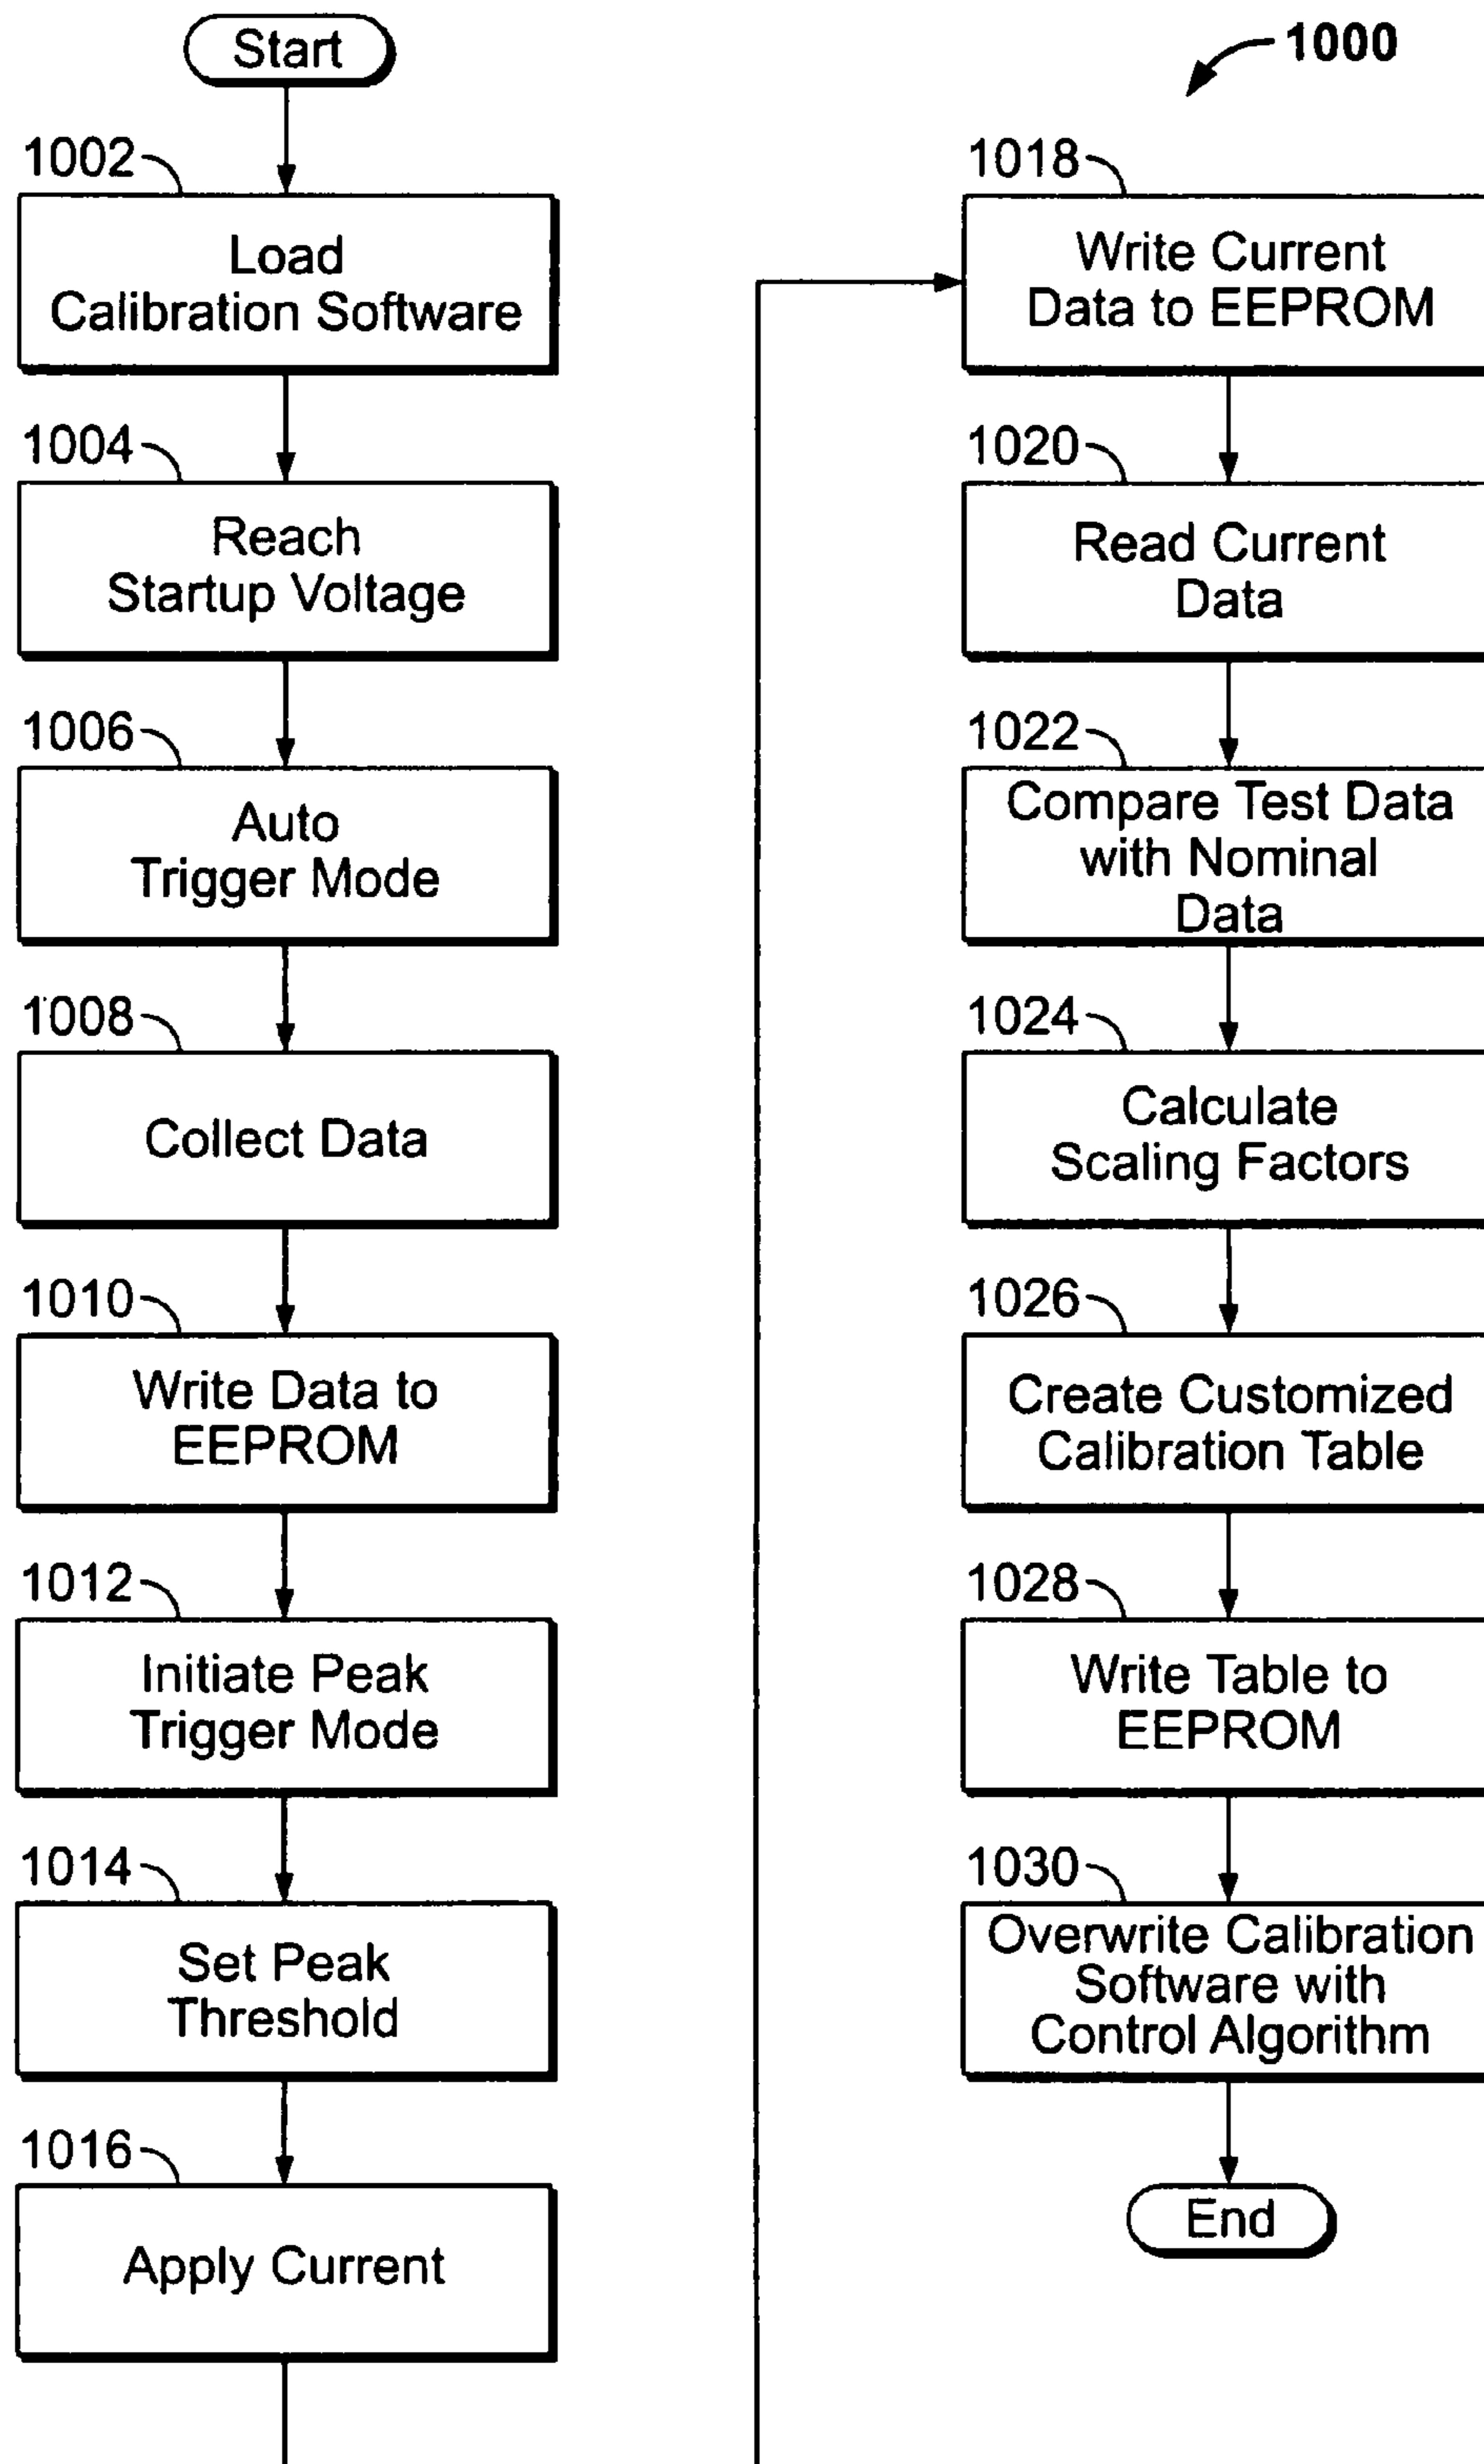 Start
1002
Load
Calibration Software
1004
Reach
Startup Voltage
1006
Auto
Trigger Mode
1008
Collect Data
1010
Write Data to
EEPROM
1012
Initiate Peak
Trigger Mode
1014
Set Peak
Threshold
1016
Apply Current
1000
1018
Write Current
Data to EEPROM
1020
Read Current
Data
1022
Compare Test Data
with Nominal
Data
1024
Calculate
Scaling Factors
1026
Create Customized
Calibration Table
1028
Write Table to
EEPROM
1030
Overwrite Calibration
Software with
Control Algorithm
End